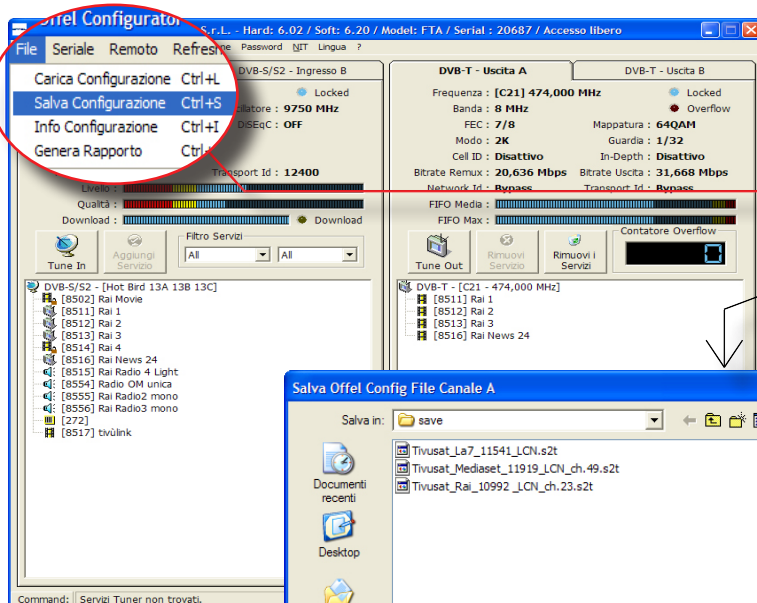 Offel Configurator
S.r.L. - Hard: 6.02 / Soft: 6.20 / Model: FTA / Serial : 20687 / Accesso libero
File Seriale Remoto Refresh Password NIT Lingua ?
Carica Configurazione Ctrl+L
Salva Configurazione Ctrl+S
Info Configurazione Ctrl+I
Genera Rapporto
DVB-S/S2 - Ingresso B
Locked
9750 MHz
DiSEqC : OFF
Transport Id : 12400
Livello :
Qualità :
Download : Download
Tune In
Aggiungi Servizio
Filtro Servizi
All All
DVB-S/S2 - [Hot Bird 13A 13B 13C]
[8502] Rai Movie
[8511] Rai 1
[8512] Rai 2
[8513] Rai 3
[8514] Rai 4
[8516] Rai News 24
[8515] Rai Radio 4 Light
[8554] Radio OM unica
[8555] Rai Radio2 mono
[8556] Rai Radio3 mono
[272]
[8517] tivùlink
Command: Servizi Tuner non trovati.
DVB-T - Uscita A DVB-T - Uscita B
Frequenza : [C21] 474,000 MHz Locked
Banda : 8 MHz Overflow
FEC : 7/8 Mappatura : 64QAM
Modo : 2K Guardia : 1/32
Cell ID : Disattivo In-Depth : Disattivo
Bitrate Remux : 20,636 Mbps Bitrate Uscita : 31,668 Mbps
Network Id : Bypass Transport Id : Bypass
FIFO Media :
FIFO Max :
Tune Out
Rimuovi Servizio
Rimuovi i Servizi
Contatore Overflow
0
DVB-T - [C21 - 474,000 MHz]
[8511] Rai 1
[8512] Rai 2
[8513] Rai 3
[8516] Rai News 24
Salva Offel Config File Canale A
Salva in: save
Tivusat_La7_11541_LCN.s2t
Tivusat_Mediaset_11919_LCN_ch.49.s2t
Tivusat_Rai_10992 _LCN_ch.23.s2t
Documenti recenti
Desktop